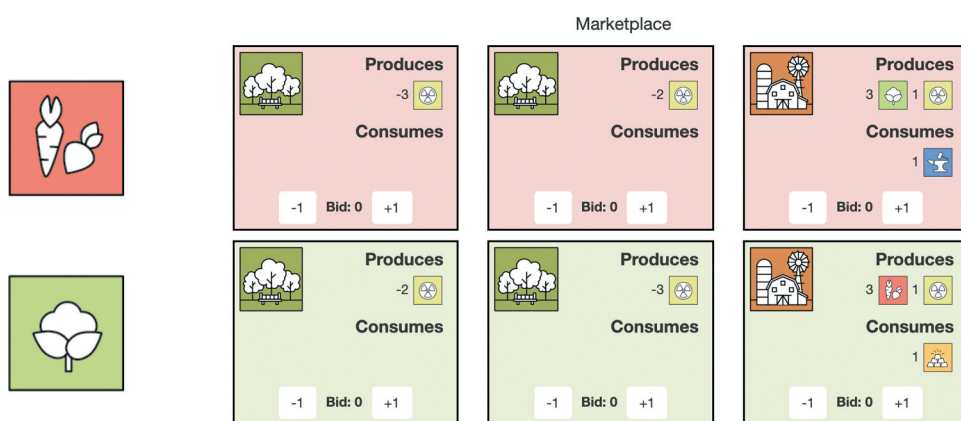 Marketplace
Produces
-3
Consumes
-1 Bid: 0 +1
Produces
-2
Consumes
-1 Bid: 0 +1
Produces
3 1
Consumes
1
-1 Bid: 0 +1
Produces
-2
Consumes
-1 Bid: 0 +1
Produces
-3
Consumes
-1 Bid: 0 +1
Produces
3 1
Consumes
1
-1 Bid: 0 +1